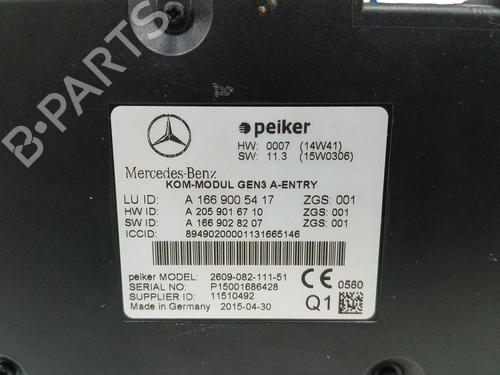 B-PARTS
peiker
HW: 0007 (14W41)
SW: 11.3 (15W0306)
Mercedes-Benz
KOM-MODUL GEN3 A-ENTRY
LU ID: A 166 900 54 17 ZGS: 001
HW ID: A 205 901 67 10 ZGS: 001
SW ID: A 166 902 82 07 ZGS: 001
ICCID: 89490200001131665146
peiker MODEL: 2609-082-111-51
SERIAL NO: P15001686428
SUPPLIER ID: 11510492
Made in Germany 2015-04-30
CE 0560
Q1